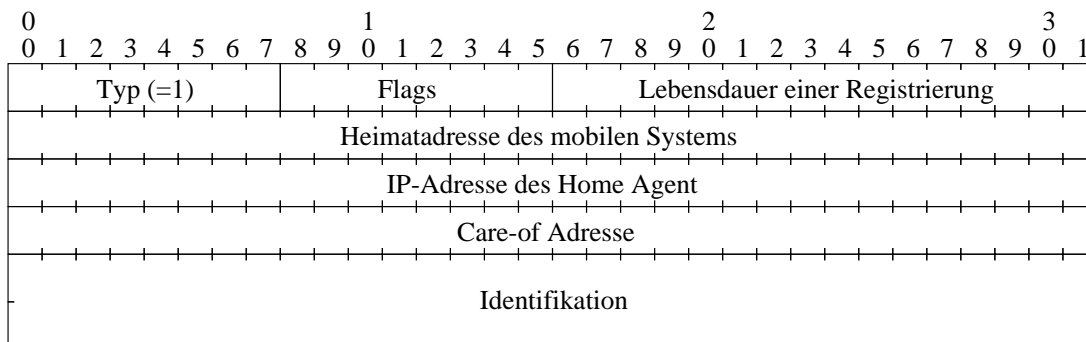 0 1 2 3
0 1 2 3 4 5 6 7 8 9 0 1 2 3 4 5 6 7 8 9 0 1 2 3 4 5 6 7 8 9 0 1
Typ (=1) Flags Lebensdauer einer Registrierung
Heimatadresse des mobilen Systems
IP-Adresse des Home Agent
Care-of Adresse
Identifikation